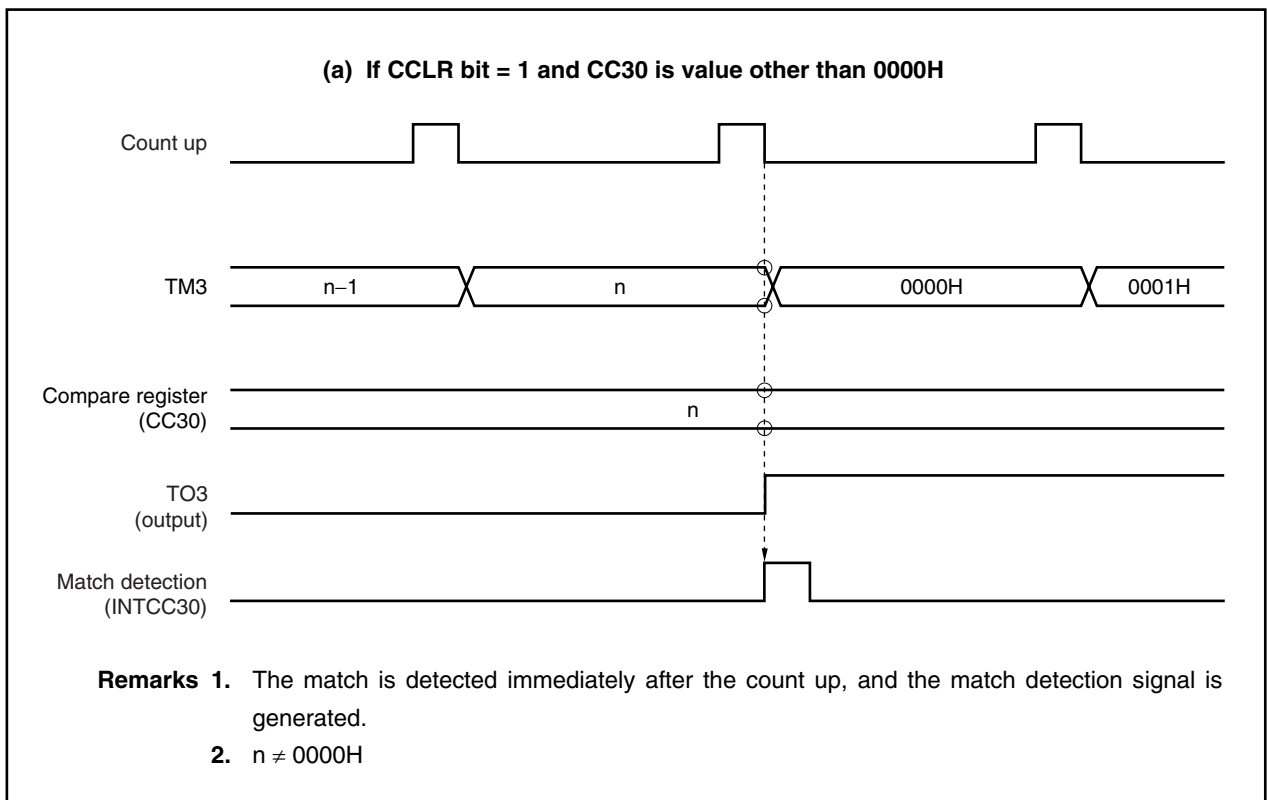 (a) If CCLR bit = 1 and CC30 is value other than 0000H
Count up
TM3
n−1
n
0000H
0001H
Compare register
(CC30)
n
TO3
(output)
Match detection
(INTCC30)
Remarks 1. The match is detected immediately after the count up, and the match detection signal is
generated.
2. n ≠ 0000H